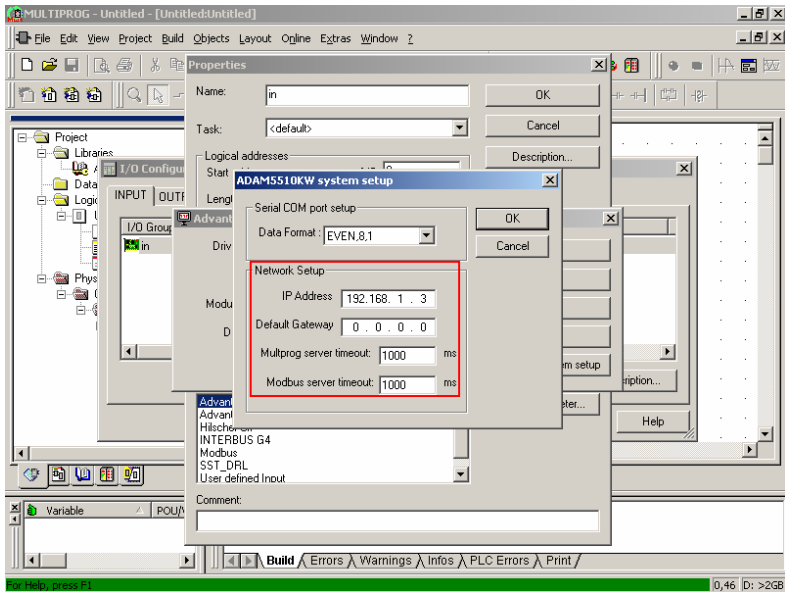 MULTIPROG - Untitled - [Untitled:Untitled]
File Edit View Project Build Objects Layout Online Extras Window ?
Properties
Name: in OK
Task: <default> Cancel
Logical addresses Description...
Start
Project
Libraries
Data
Logic
Phys
I/O Configu
INPUT OUTP
I/O Group
in
Advant
Driv
Modu
D
ADAM5510KW system setup
Serial COM port setup
Data Format : EVEN,8,1
OK
Cancel
Network Setup
IP Address 192.168. 1 . 3
Default Gateway 0 . 0 . 0 . 0
Multprog server timeout: 1000 ms
Modbus server timeout: 1000 ms
m setup
ription...
eter...
Help
Advan
Advan
INTERBUS G4
Modbus
SST_DRL
User defined Input
Comment:
Variable POU/
Build Errors Warnings Infos PLC Errors Print
For Help, press F1
0,46 D: >2GB